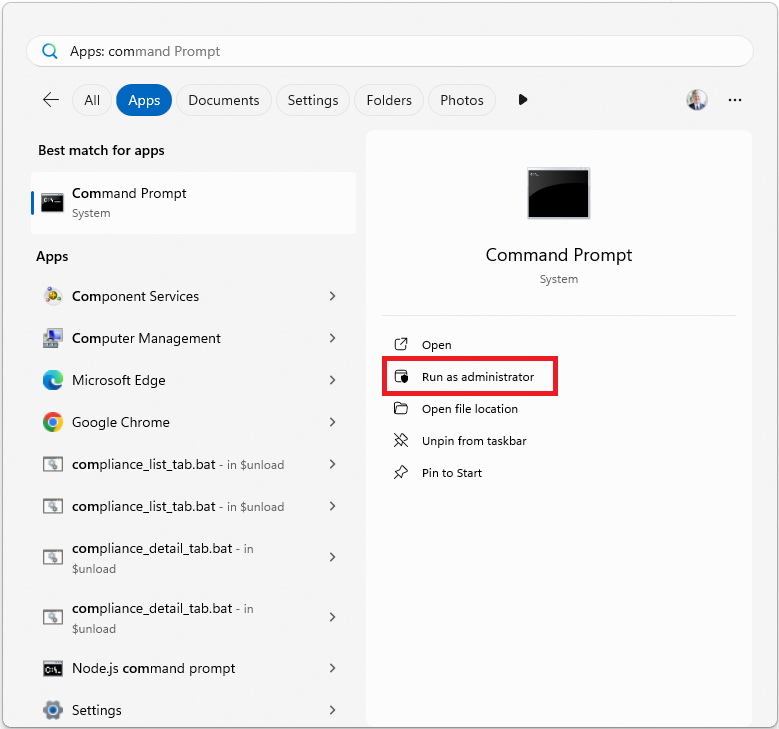 Apps: command Prompt
All
Apps
Documents
Settings
Folders
Photos
Best match for apps
Command Prompt
System
Apps
Component Services
Computer Management
Microsoft Edge
Google Chrome
compliance_list_tab.bat - in $unload
compliance_list_tab.bat - in $unload
compliance_detail_tab.bat - in
$unload
compliance_detail_tab.bat - in
$unload
Node.js command prompt
Settings
Command Prompt
System
Open
Run as administrator
Open file location
Unpin from taskbar
Pin to Start